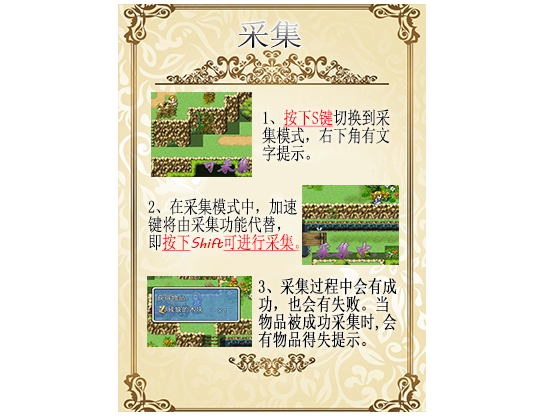 采集
1、按下S键切换到采
集模式，右下角有文
字提示。
可采集
2、在采集模式中，加速
键将由采集功能代替，
即按下Shift可进行采集。
采集中
3、采集过程中会有成
功，也会有失败。当
物品被成功采集时,会
有物品得失提示。
获得物品